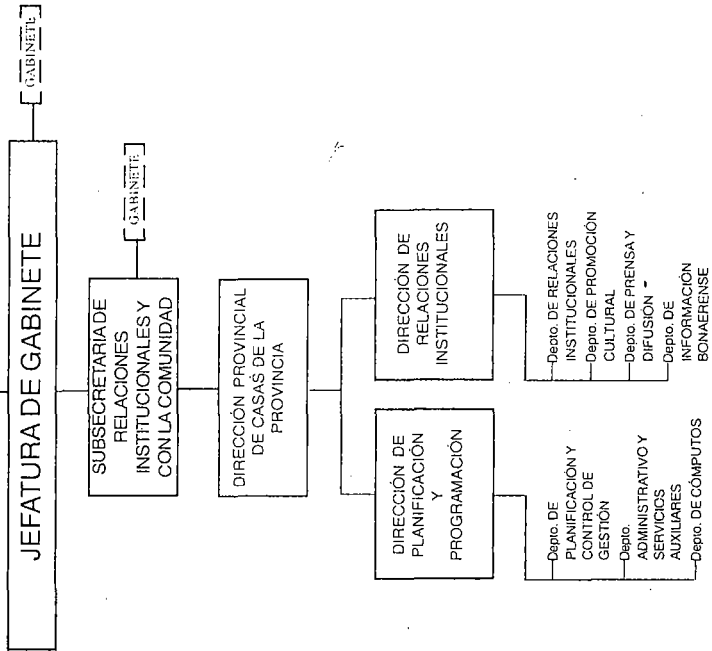 JEFATURA DE GABINETE
GABINETE
SUBSECRETARIA DE
RELACIONES
INSTITUCIONALES Y
CON LA COMUNIDAD
GABINETE
DIRECCIÓN PROVINCIAL
DE CASAS DE LA
PROVINCIA
DIRECCIÓN DE
PLANIFICACIÓN
Y
PROGRAMACIÓN
Depto. DE
PLANIFICACIÓN Y
CONTROL DE
GESTIÓN
Depto.
ADMINISTRATIVO Y
SERVICIOS
AUXILIARES
Depto. DE CÓMPUTOS
DIRECCIÓN DE
RELACIONES
INSTITUCIONALES
Depto. DE RELACIONES
INSTITUCIONALES
Depto. DE PROMOCIÓN
CULTURAL
Depto. DE PRENSA Y
DIFUSIÓN -
Depto. DE
INFORMACIÓN
BONAERENSE